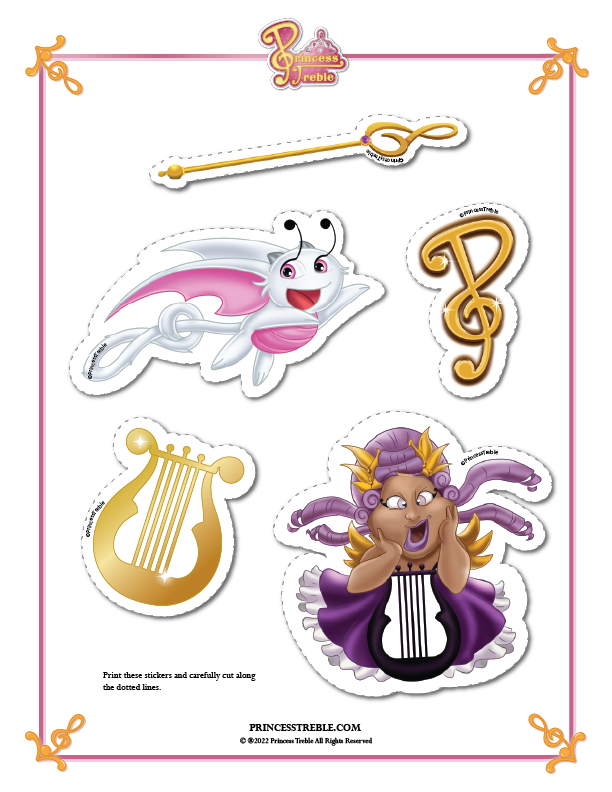 Princess
Treble
©PrincessTreble
©PrincessTreble
©PrincessTreble
©PrincessTreble
©PrincessTreble
Print these stickers and carefully cut along
the dotted lines.
PRINCESSTREBLE.COM
© ®2022 Princess Treble All Rights Reserved